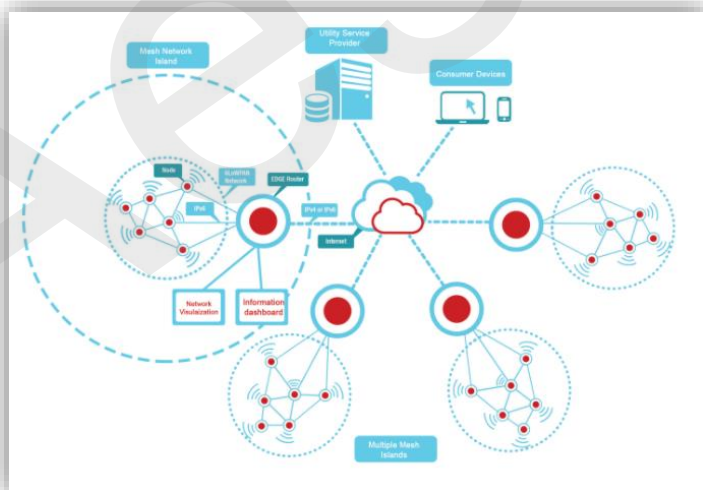 Utility Service
Provider
Mesh Network
Island
Consumer Devices
Node
6LoWPAN
Network
EDGE Router
IPv6
IPv4 or IPv6
Internet
Network
Visulaization
Information
dashboard
Multiple Mesh
Islands